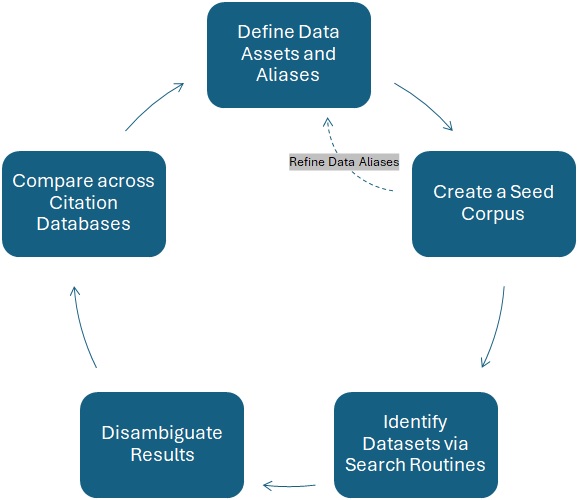 Define Data
Assets and
Aliases
Refine Data Aliases
Create a Seed
Corpus
Identify
Datasets via
Search Routines
Disambiguate
Results
Compare across
Citation
Databases